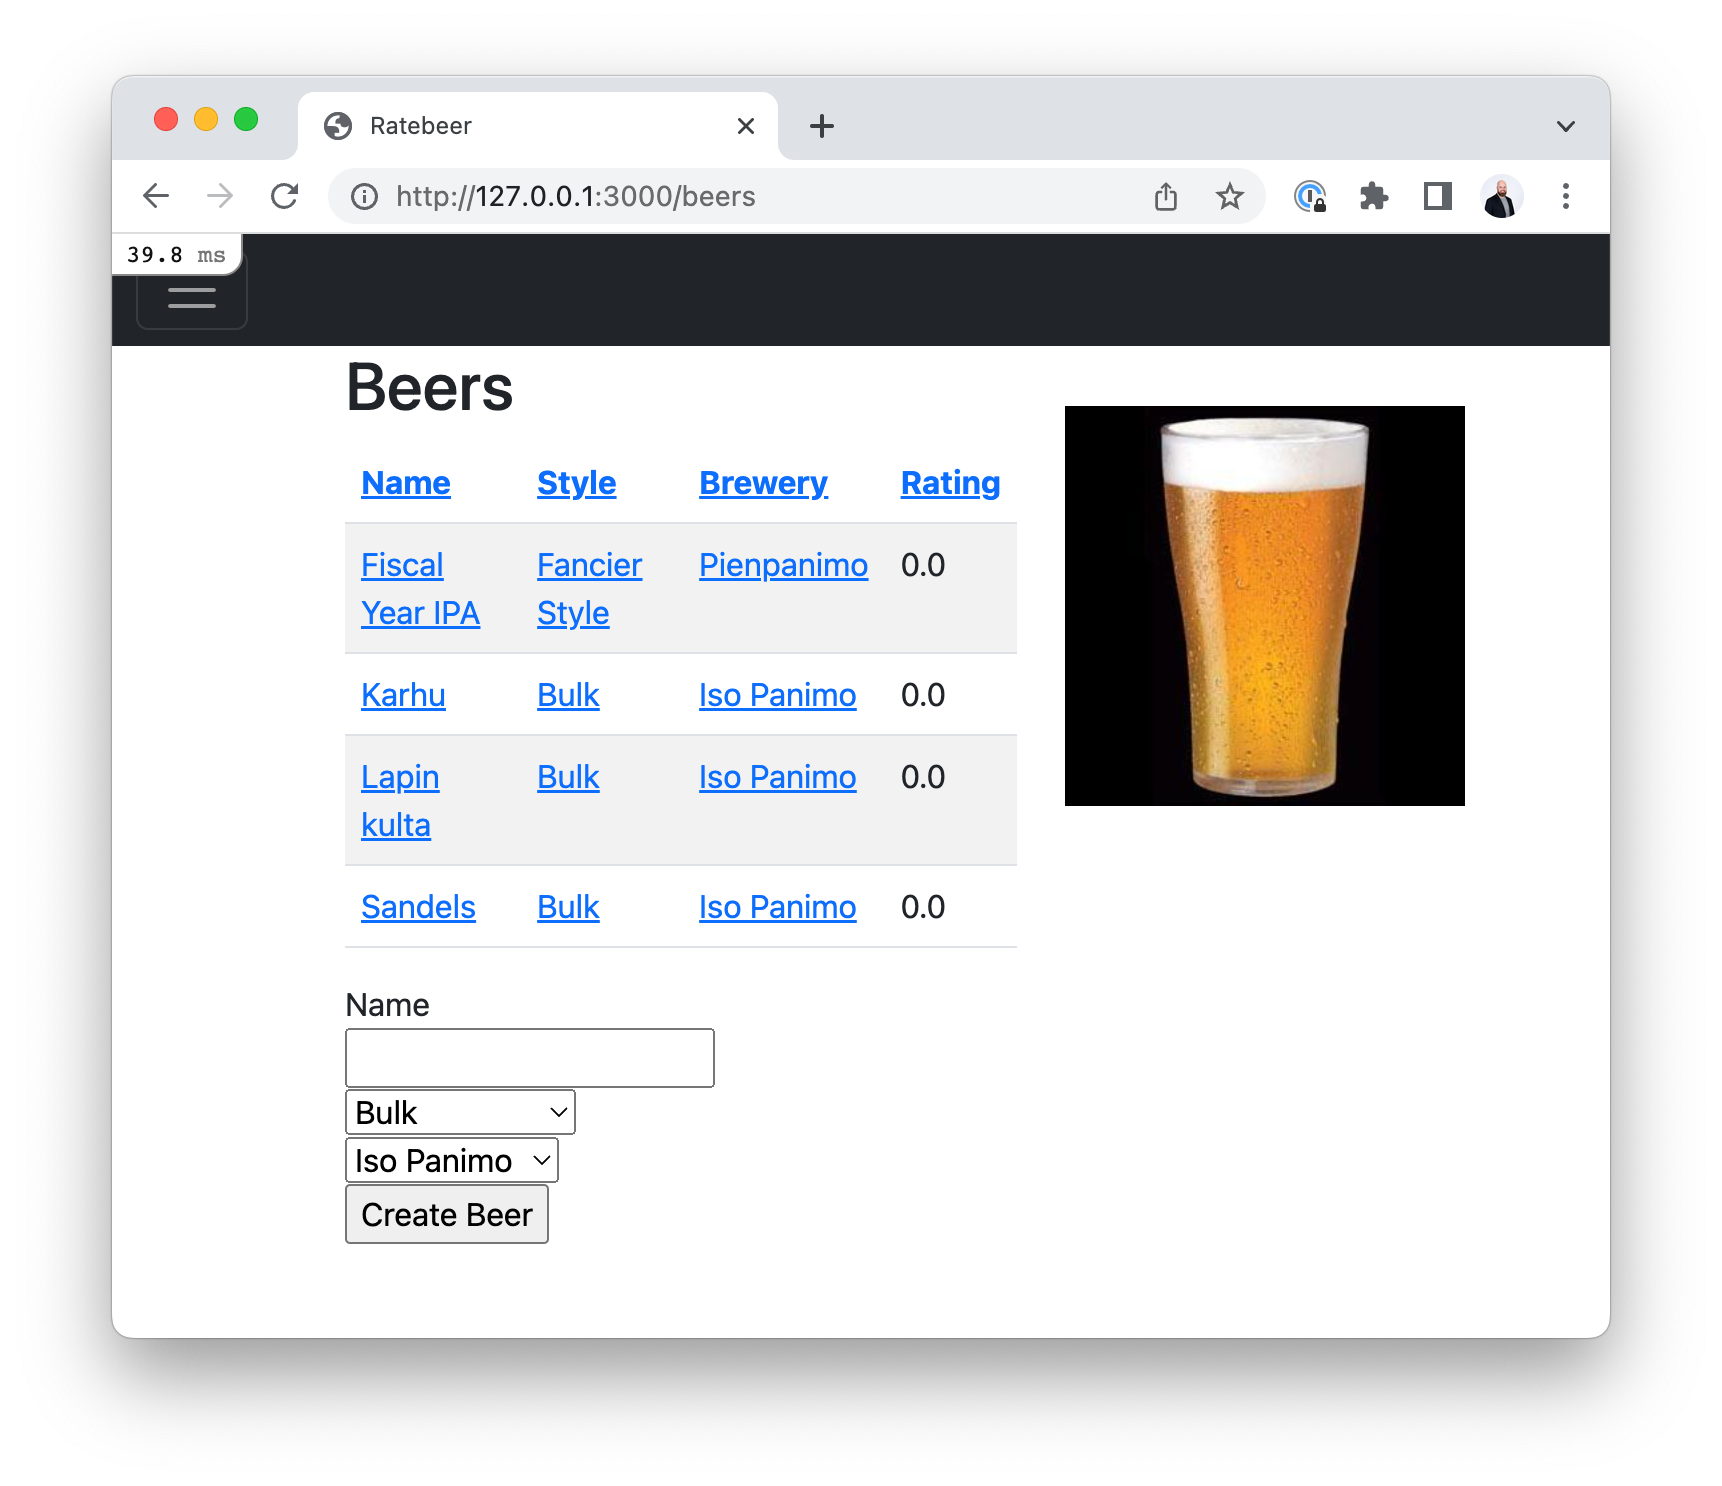 Ratebeer
http://127.0.0.1:3000/beers
39.8 ms
Beers
Name Style Brewery Rating
Fiscal Fancier Pienpanimo 0.0
Year IPA Style
Karhu Bulk Iso Panimo 0.0
Lapin Bulk Iso Panimo 0.0
kulta
Sandels Bulk Iso Panimo 0.0
Name
Bulk
Iso Panimo
Create Beer